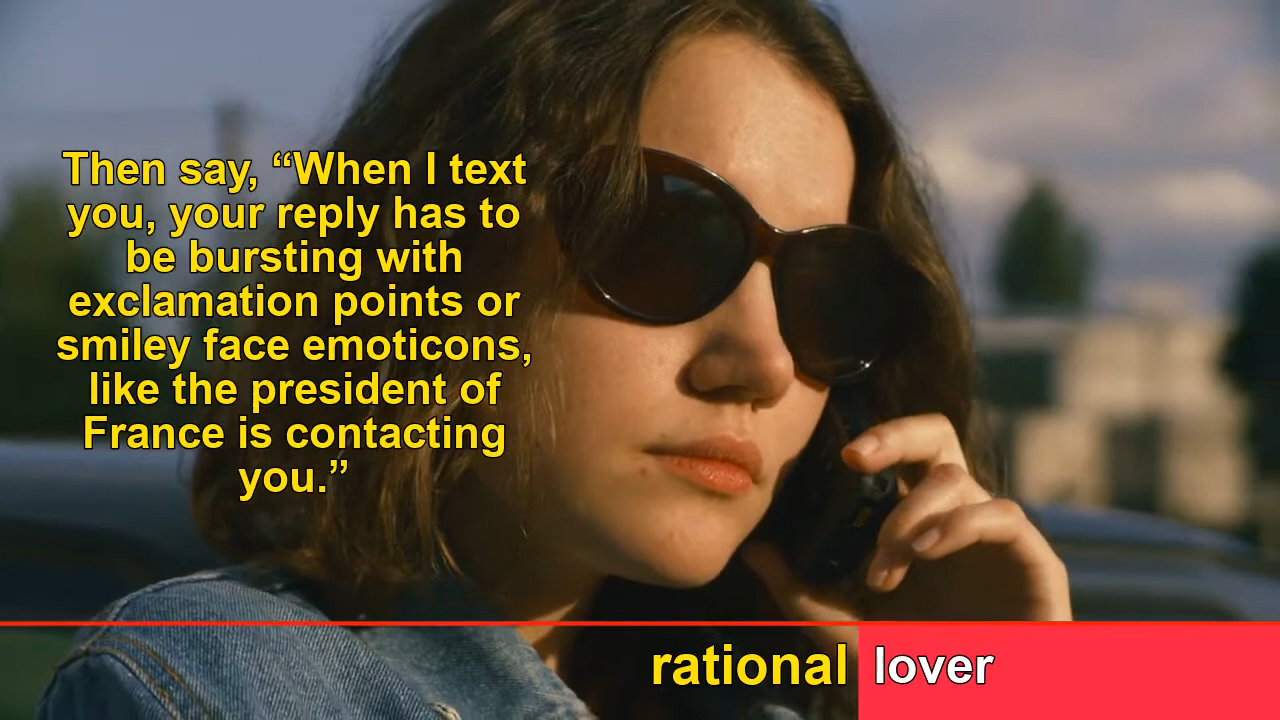 Then say, “When I text
you, your reply has to
be bursting with
exclamation points or
smiley face emoticons,
like the president of
France is contacting
you.”
rational lover